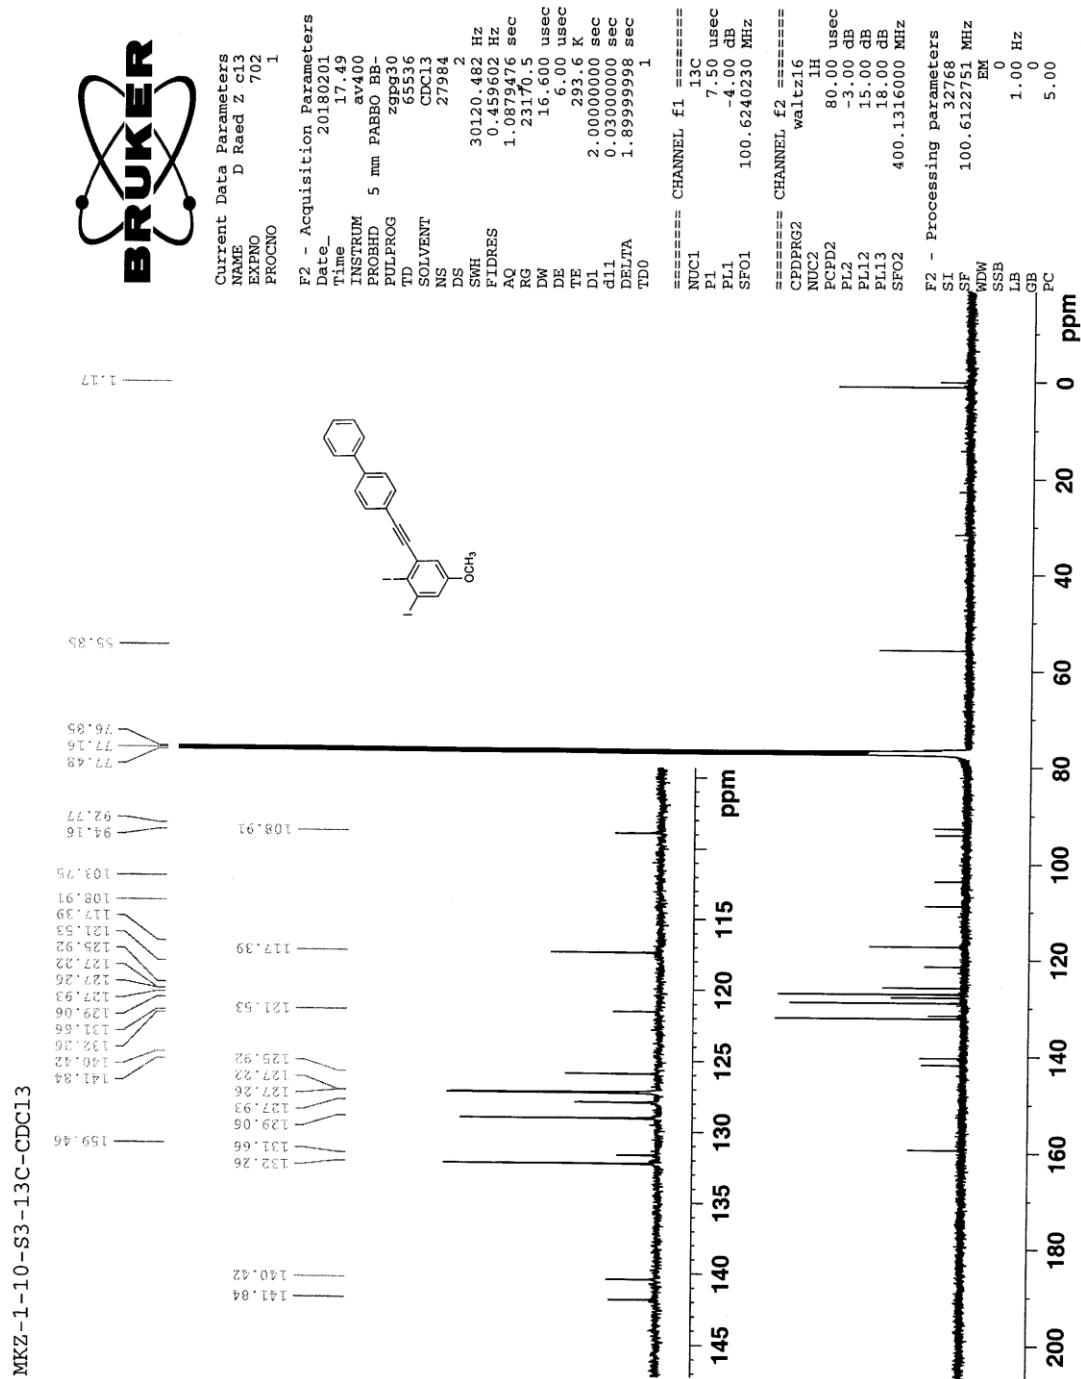 MKZ-1-10-S3-13C-CDCl3
159.46
141.84
140.42
132.26
131.66
129.06
127.93
127.26
127.22
125.92
121.53
117.39
108.91
103.75
94.16
92.77
77.48
77.16
76.85
55.85
1.17
141.84
140.42
132.26
131.66
129.06
127.93
127.26
127.22
125.92
121.53
117.39
108.91
145 140 135 130 125 120 115 ppm
I
I
OCH3
200 180 160 140 120 100 80 60 40 20 0 ppm
BRUKER
Current Data Parameters
NAME D Raed Z c13
EXPNO 702
PROCNO 1
F2 - Acquisition Parameters
Date_ 20180201
Time 17.49
INSTRUM av400
PROBHD 5 mm PABBO BB-
PULPROG zgpg30
TD 65536
SOLVENT CDCl3
NS 27984
DS 2
SWH 30120.482 Hz
FIDRES 0.459602 Hz
AQ 1.0879476 sec
RG 23170.5
DW 16.600 usec
DE 6.00 usec
TE 293.6 K
D1 2.00000000 sec
d11 0.03000000 sec
DELTA 1.89999998 sec
TD0 1
======== CHANNEL f1 ========
NUC1 13C
P1 7.50 usec
PL1 -4.00 dB
SFO1 100.6240230 MHz
======== CHANNEL f2 ========
CPDPRG2 waltz16
NUC2 1H
PCPD2 80.00 usec
PL2 -3.00 dB
PL12 15.00 dB
PL13 18.00 dB
SFO2 400.1316000 MHz
F2 - Processing parameters
SI 32768
SF 100.6122751 MHz
WDW EM
SSB 0
LB 1.00 Hz
GB 0
PC 5.00